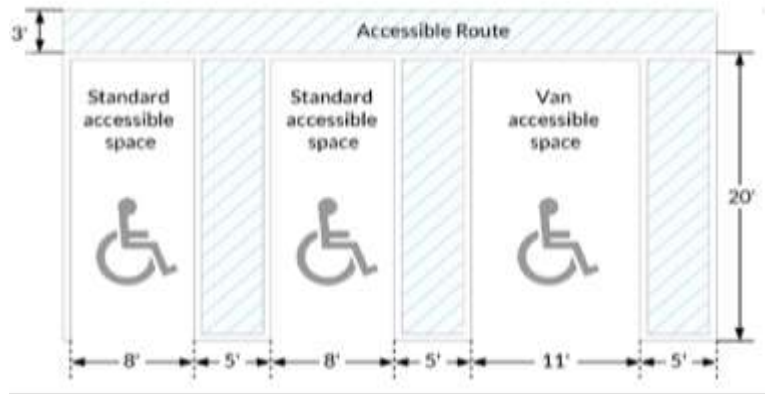 3'
Accessible Route
Standard
accessible
space
Standard
accessible
space
Van
accessible
space
20'
8'
5'
8'
5'
11'
5'